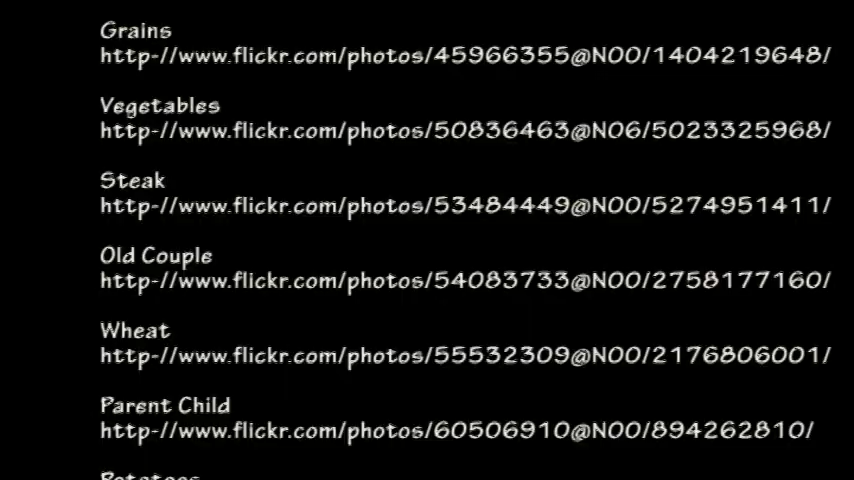 Grains
http-//www.flickr.com/photos/45966355@N00/1404219648/
Vegetables
http-//www.flickr.com/photos/50836463@N06/5023325968/
Steak
http-//www.flickr.com/photos/53484449@N00/5274951411/
Old Couple
http-//www.flickr.com/photos/54083733@N00/2758177160/
Wheat
http-//www.flickr.com/photos/55532309@N00/2176806001/
Parent Child
http-//www.flickr.com/photos/60506910@N00/894262810/
Potatoes